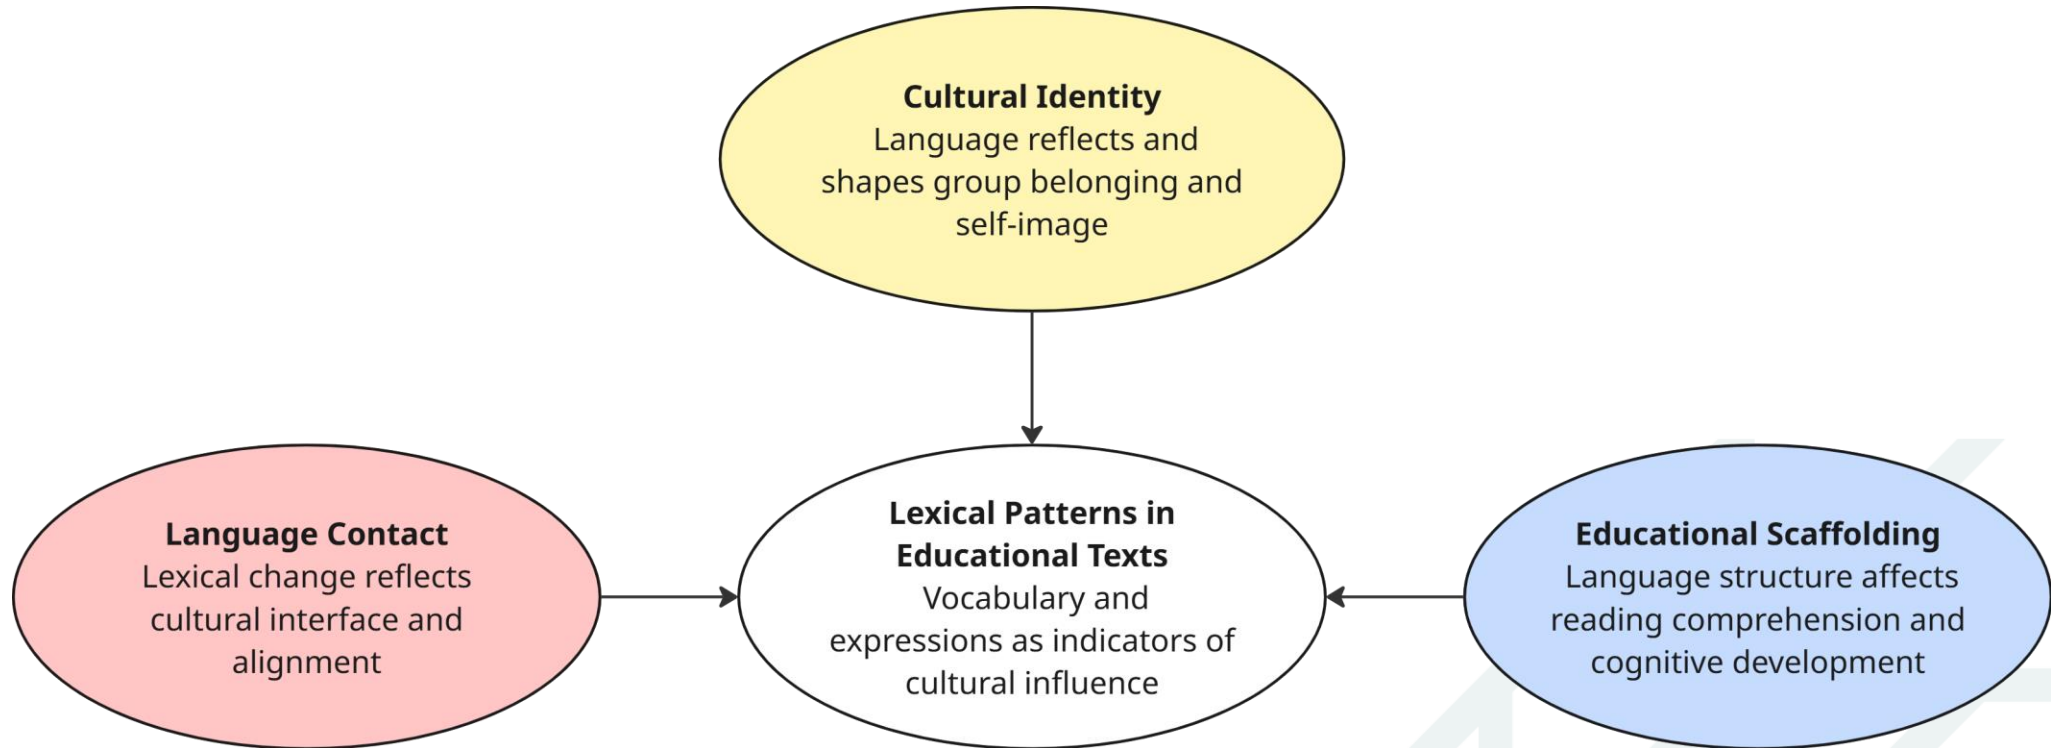 Cultural Identity
Language reflects and
shapes group belonging and
self-image
Language Contact
Lexical change reflects
cultural interface and
alignment
Lexical Patterns in
Educational Texts
Vocabulary and
expressions as indicators of
cultural influence
Educational Scaffolding
Language structure affects
reading comprehension and
cognitive development